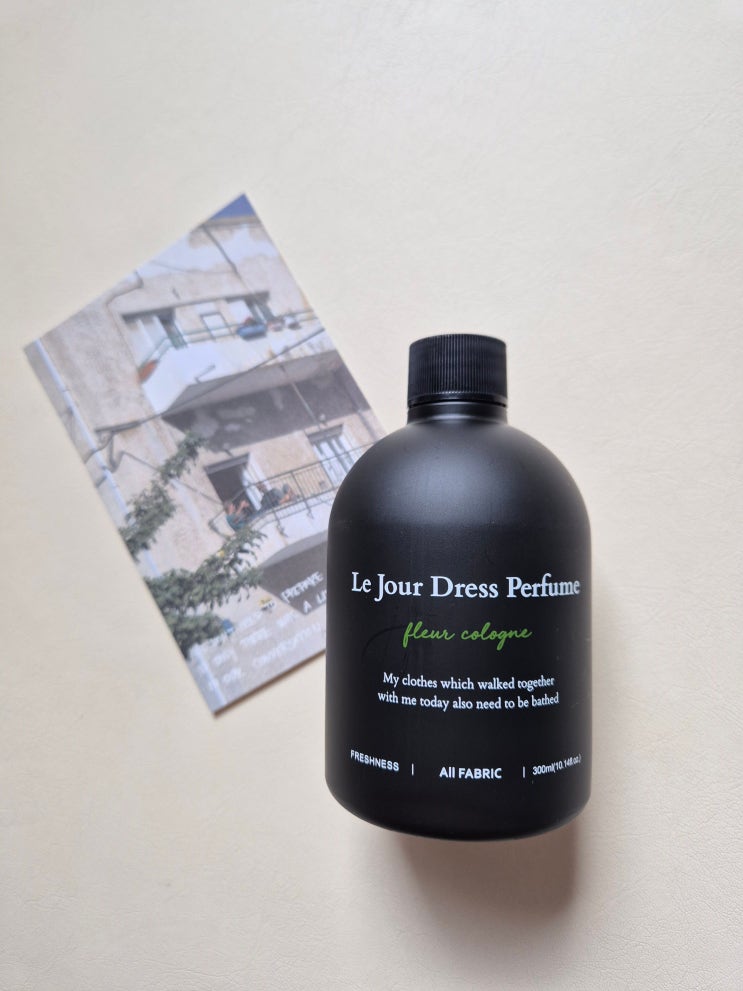 Le Jour Dress Perfume
fleur cologne
My clothes which walked together
with me today also need to be bathed
FRESHNESS | All FABRIC | 300ml(10.14fl.oz.)
PREPARE
A